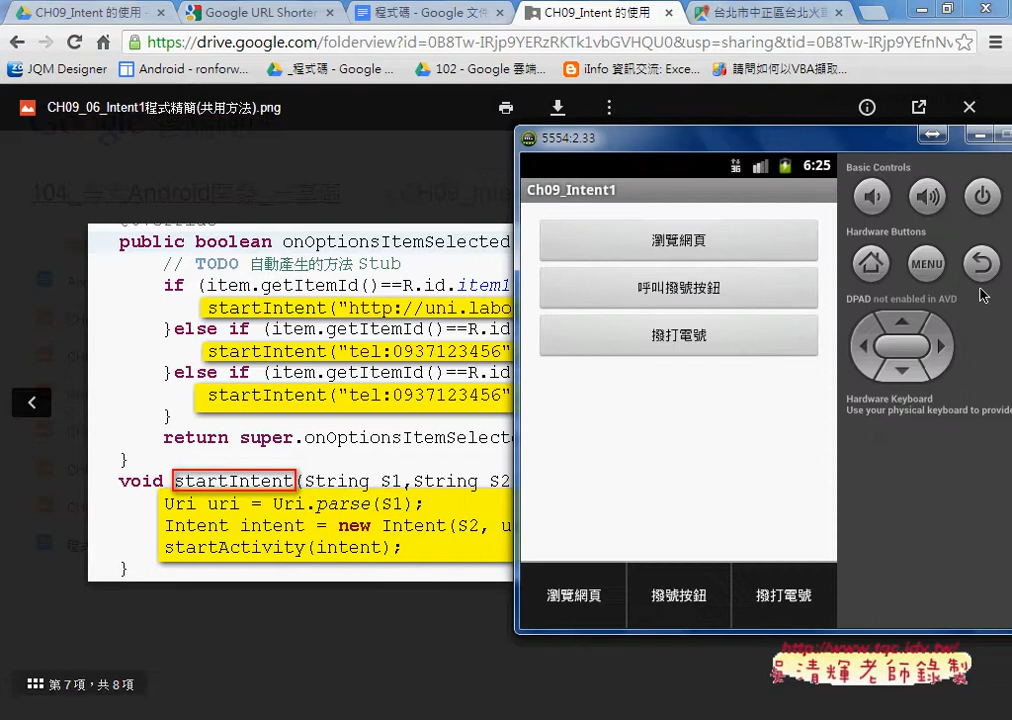 CH09_Intent 的使用
Google URL Shorter
程式碼 - Google 文件
CH09_Intent 的使用
台北市中正區台北火
https://drive.google.com/folderview?id=0B8Tw-IRjp9YERzRKTk1vbGVHQU0&usp=sharing&tid=0B8Tw-IRjp9YEfnNv
JQM Designer
Android - ronforw...
_程式碼 - Google ...
102 - Google 雲端...
iInfo 資訊交流: Exce...
請問如何以VBA擷取...
CH09_06_Intent1程式精簡(共用方法).png
public boolean onOptionsItemSelected
// TODO 自動產生的方法 Stub
if (item.getItemId()==R.id.item1
startIntent("http://uni.labo
}else if (item.getItemId()==R.id
startIntent("tel:0937123456"
}else if (item.getItemId()==R.id
startIntent("tel:0937123456"
}
return super.onOptionsItemSelect
}
void startIntent(String S1,String S2
Uri uri = Uri.parse(S1);
Intent intent = new Intent(S2, u
startActivity(intent);
}
第 7 項，共 8 項
5554:2.33
6:25
Ch09_Intent1
瀏覽網頁
呼叫撥號按鈕
撥打電號
瀏覽網頁
撥號按鈕
撥打電號
Basic Controls
Hardware Buttons
MENU
DPAD not enabled in AVD
Hardware Keyboard
Use your physical keyboard to provide
http://www.tqc.idv.tw/
吳清輝老師錄製